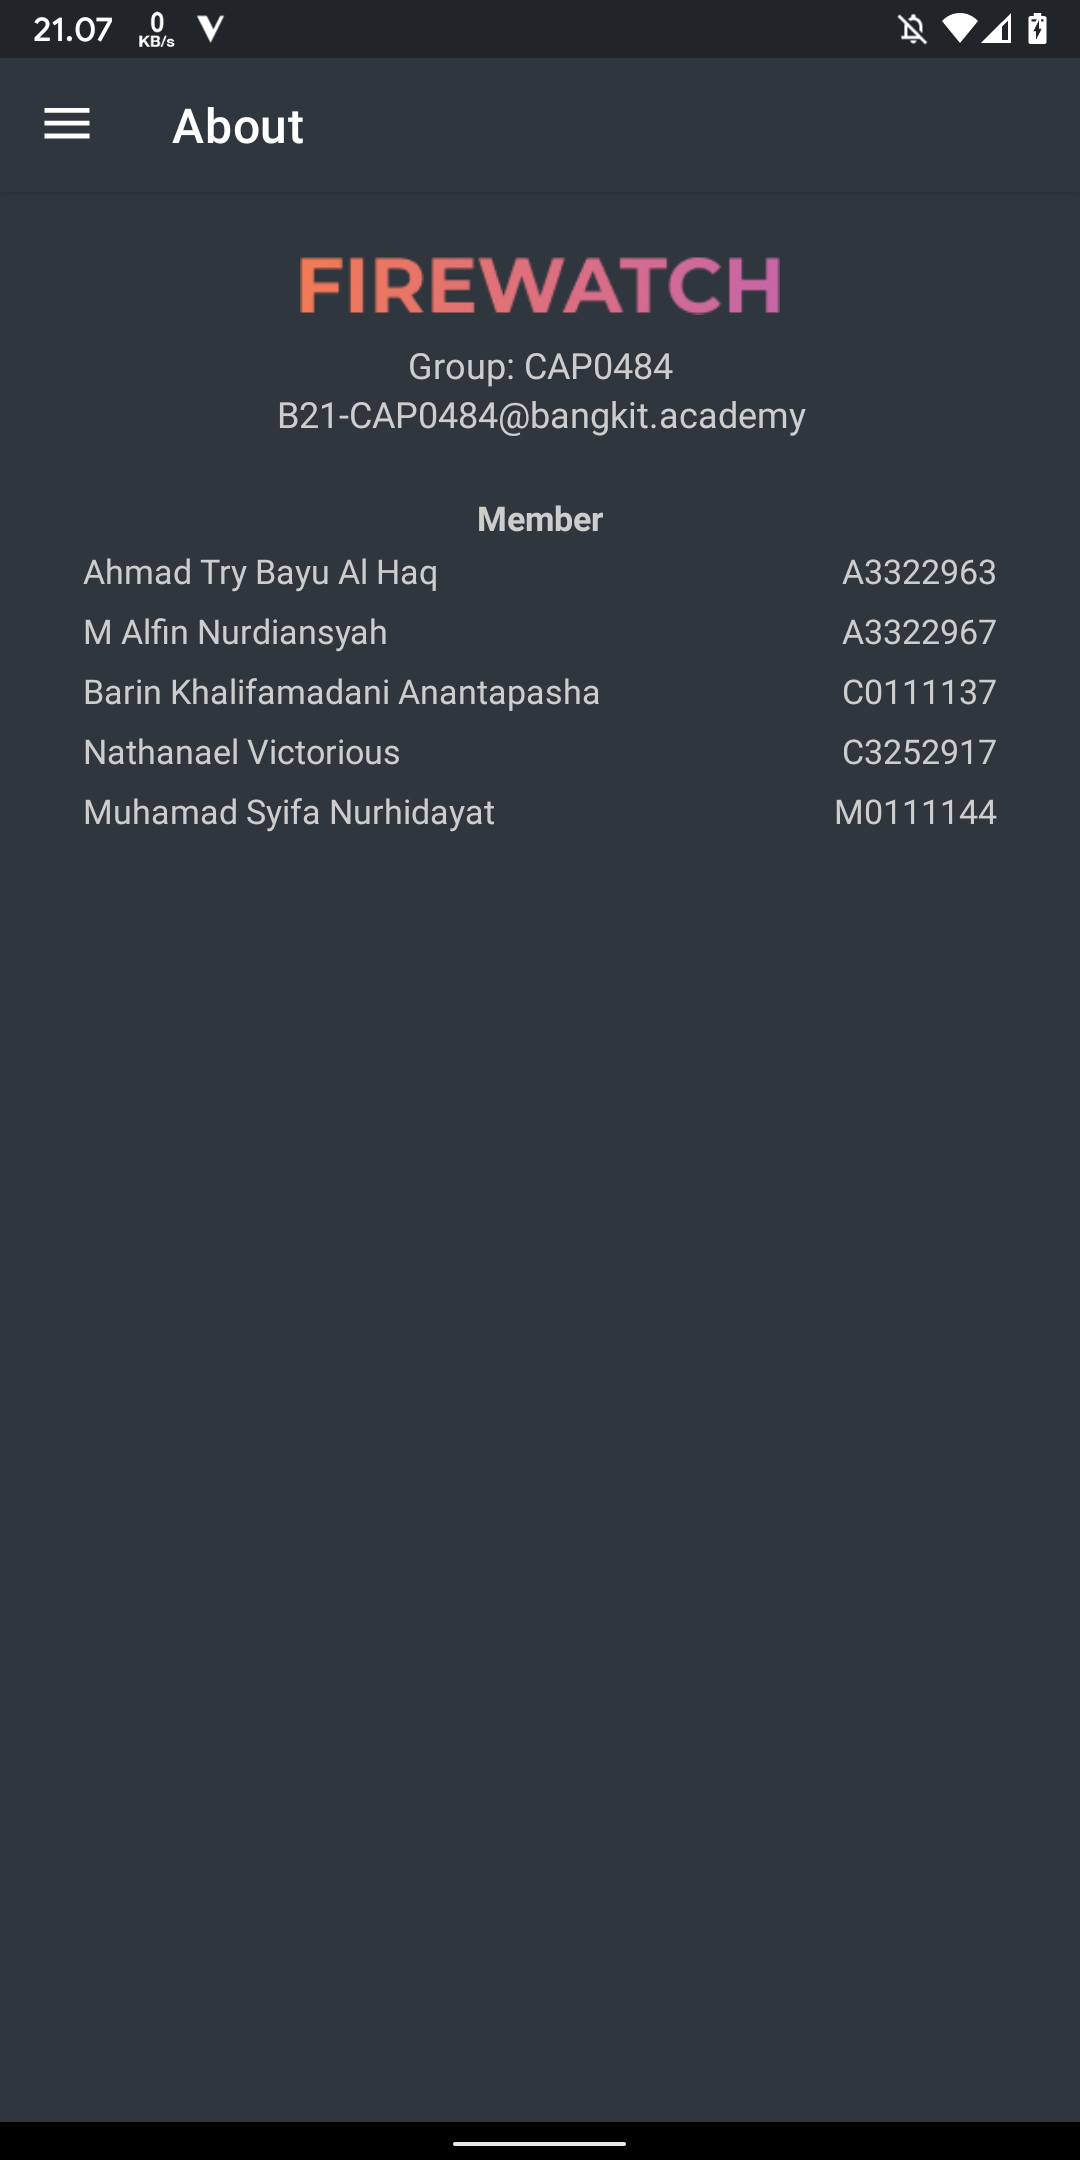 21.07 0 KB/s
About
FIREWATCH
Group: CAP0484
B21-CAP0484@bangkit.academy
Member
Ahmad Try Bayu Al Haq A3322963
M Alfin Nurdiansyah A3322967
Barin Khalifamadani Anantapasha C0111137
Nathanael Victorious C3252917
Muhamad Syifa Nurhidayat M0111144